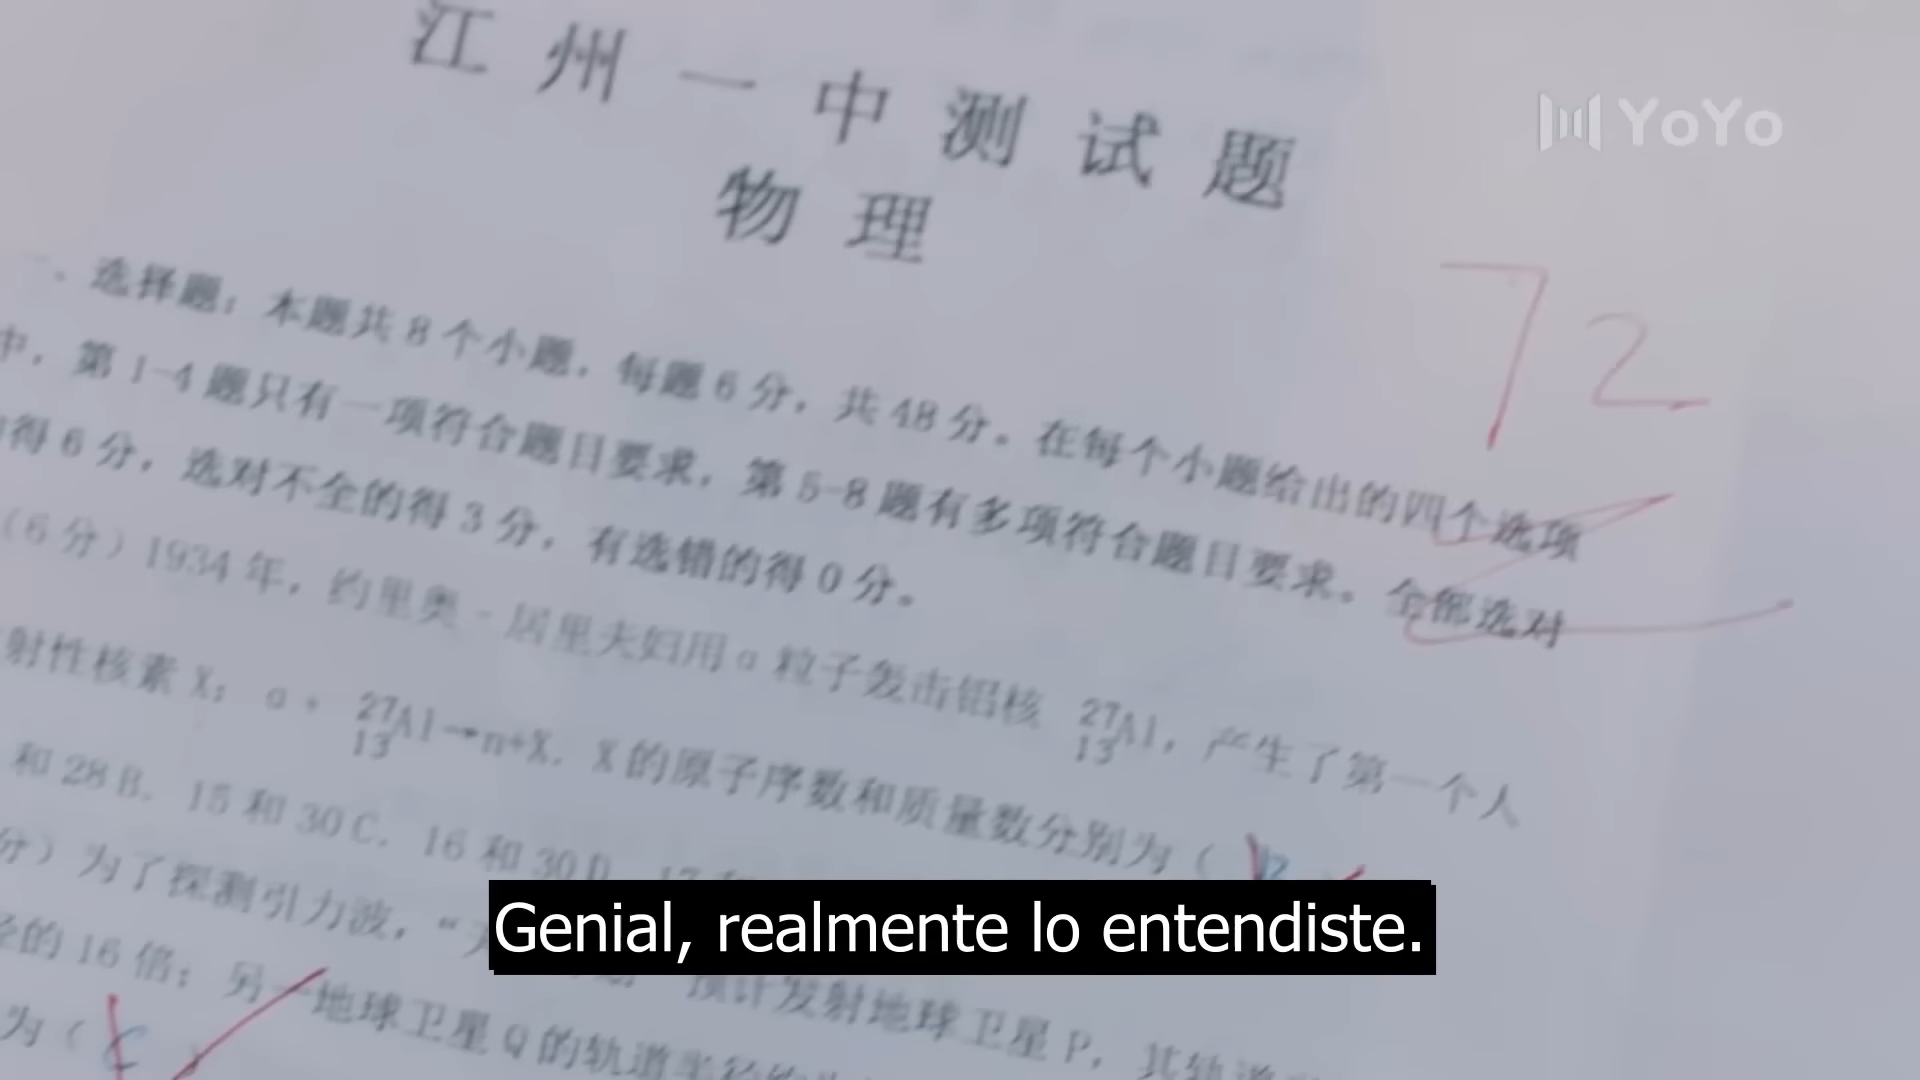 江州一中测试题
YoYo
物理
72
一、选择题：本题共8个小题，每题6分，共48分。在每个小题给出的四个选项
中，第1-4题只有一项符合题目要求，第5-8题有多项符合题目要求。全部选对
的得6分，选对不全的得3分，有选错的得0分。
（6分）1934年，约里奥-居里夫妇用α粒子轰击铝核 27 13 Al，产生了第一个人
射性核素X：α+ 27 13 Al→n+X. X的原子序数和质量数分别为（B
和28B. 15和30C. 16和30D. 17
分）为了探测引力波，“
预计发射地球卫星P，其轨道
径的16倍；另一地球卫星Q的轨道半径约为
为（C）
Genial, realmente lo entendiste.